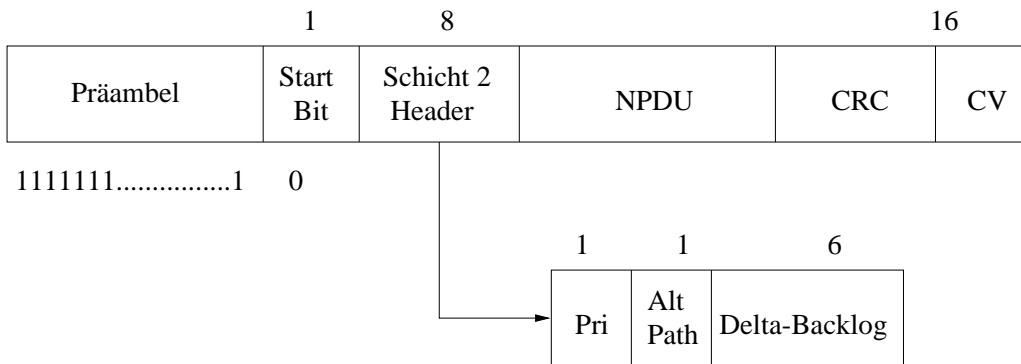 1 8 16
Präambel
Start
Bit
Schicht 2
Header
NPDU
CRC
CV
1111111................1 0
1 1 6
Pri
Alt
Path
Delta-Backlog